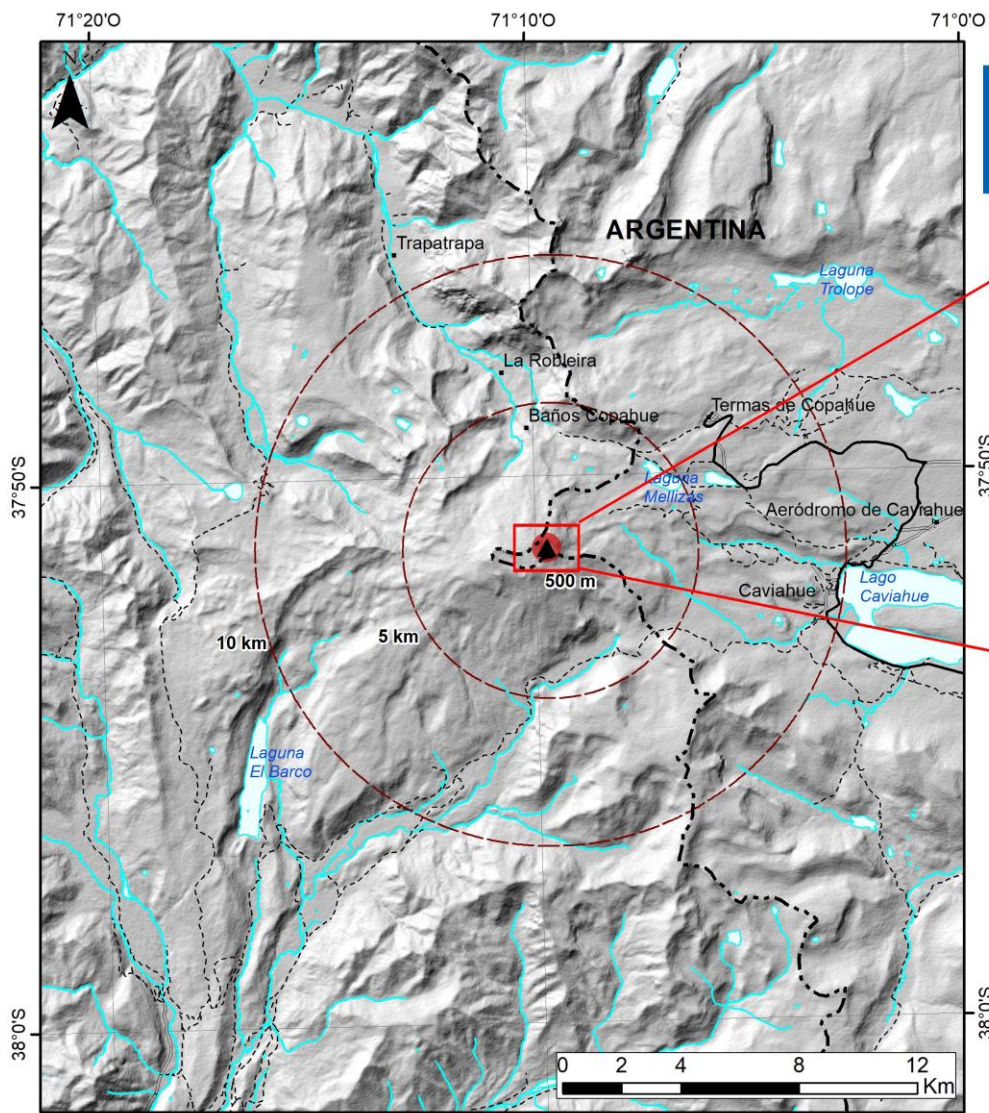 71°20'O
71°10'O
71°0'O
N
ARGENTINA
Trapatrapa
Laguna
Trolope
La Robleira
Termas de Copahue
Baños Copahue
37°50'S
37°50'S
Laguna
Mellizas
Aeródromo de Caviahue
500 m
Caviahue
Lago
Caviahue
10 km
5 km
Laguna
El Barco
38°0'S
38°0'S
0 2 4 8 12
Km